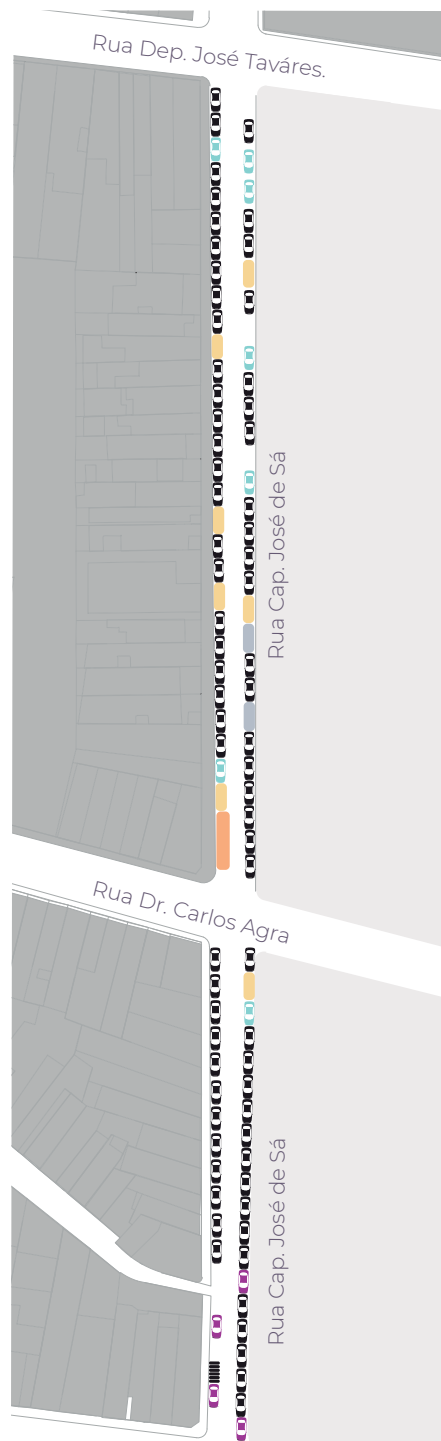 Rua Dep. José Taváres.
Rua Cap. José de Sá
Rua Dr. Carlos Agra
Rua Cap. José de Sá